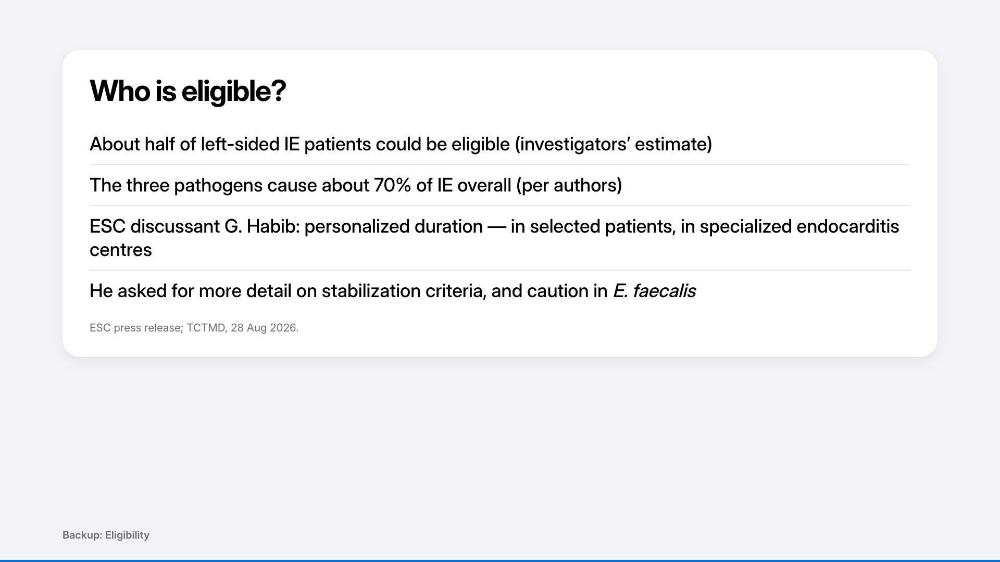 Who is eligible?
About half of left-sided IE patients could be eligible (investigators’ estimate)
The three pathogens cause about 70% of IE overall (per authors)
ESC discussant G. Habib: personalized duration — in selected patients, in specialized endocarditis
centres
He asked for more detail on stabilization criteria, and caution in E. faecalis
ESC press release; TCTMD, 28 Aug 2026.
Backup: Eligibility